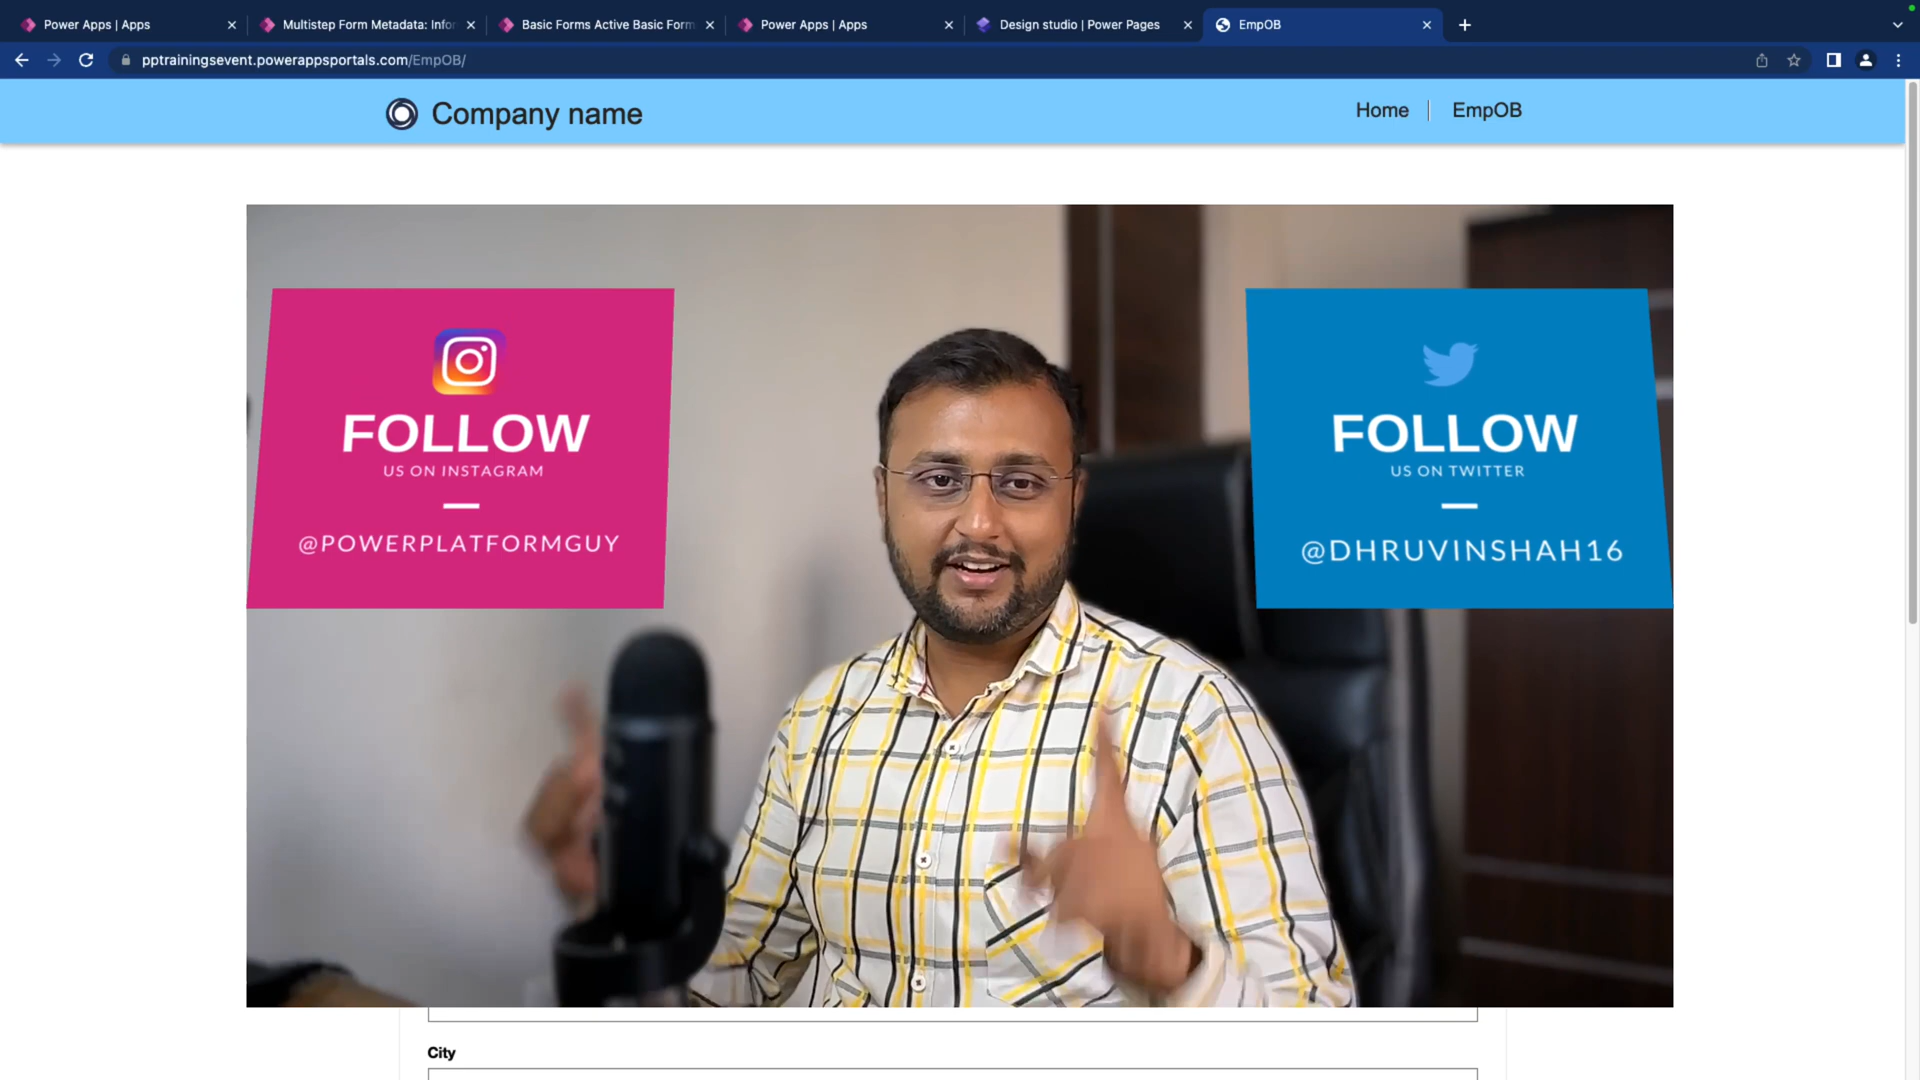 Power Apps | Apps
Multistep Form Metadata: Infor
Basic Forms Active Basic Form
Power Apps | Apps
Design studio | Power Pages
EmpOB
pptrainingsevent.powerappsportals.com/EmpOB/
Company name
Home
EmpOB
FOLLOW
US ON INSTAGRAM
@POWERPLATFORMGUY
FOLLOW
US ON TWITTER
@DHRUVINSHAH16
City